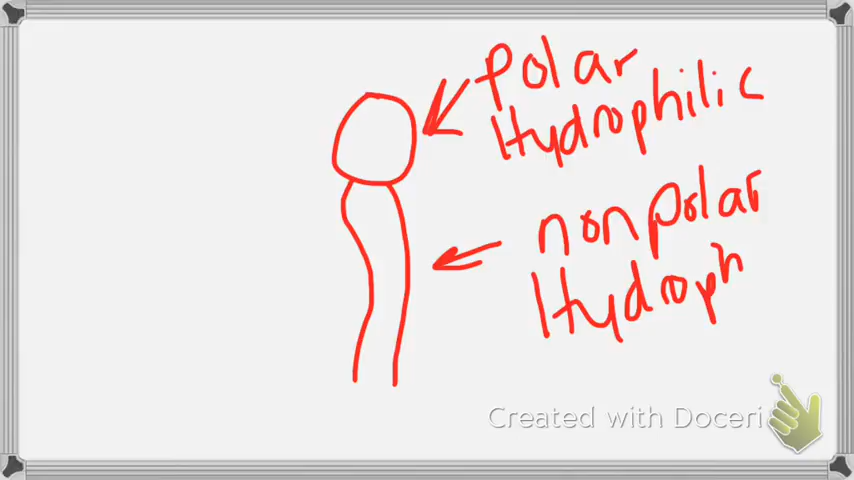 polar
Hydrophilic
nonpolar
Hydroph
Created with Doceri